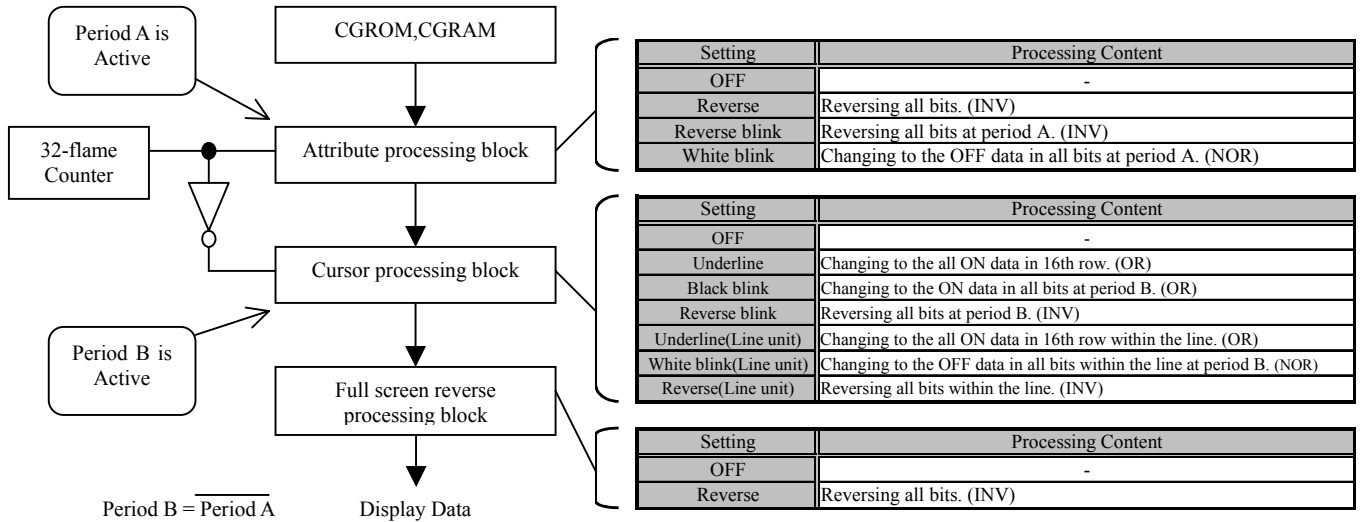 Period A is
Active
CGROM,CGRAM
32-flame
Counter
Attribute processing block
Cursor processing block
Period B is
Active
Full screen reverse
processing block
Period B = Period A
Display Data
Setting Processing Content
OFF -
Reverse Reversing all bits. (INV)
Reverse blink Reversing all bits at period A. (INV)
White blink Changing to the OFF data in all bits at period A. (NOR)
Setting Processing Content
OFF -
Underline Changing to the all ON data in 16th row. (OR)
Black blink Changing to the ON data in all bits at period B. (OR)
Reverse blink Reversing all bits at period B. (INV)
Underline(Line unit) Changing to the all ON data in 16th row within the line. (OR)
White blink(Line unit) Changing to the OFF data in all bits within the line at period B. (NOR)
Reverse(Line unit) Reversing all bits within the line. (INV)
Setting Processing Content
OFF -
Reverse Reversing all bits. (INV)